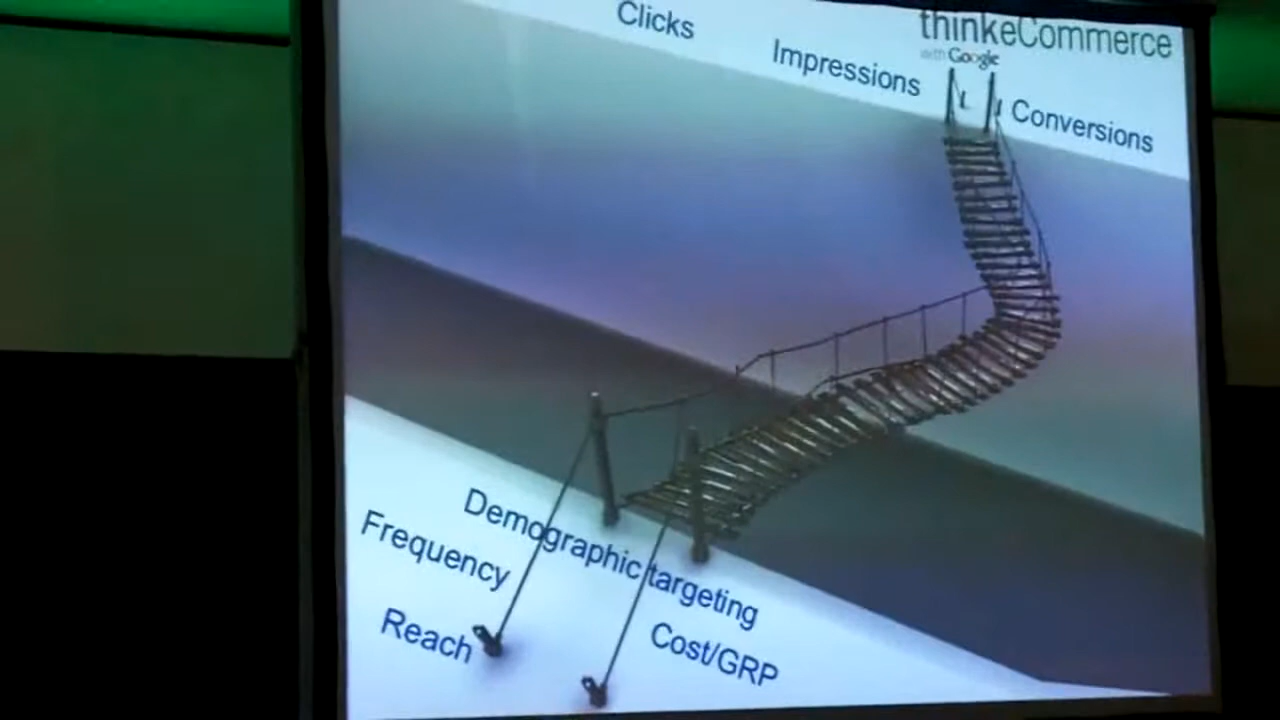 Clicks
thinkeCommerce
with Google
Impressions
Conversions
Demographic targeting
Frequency
Reach
Cost/GRP